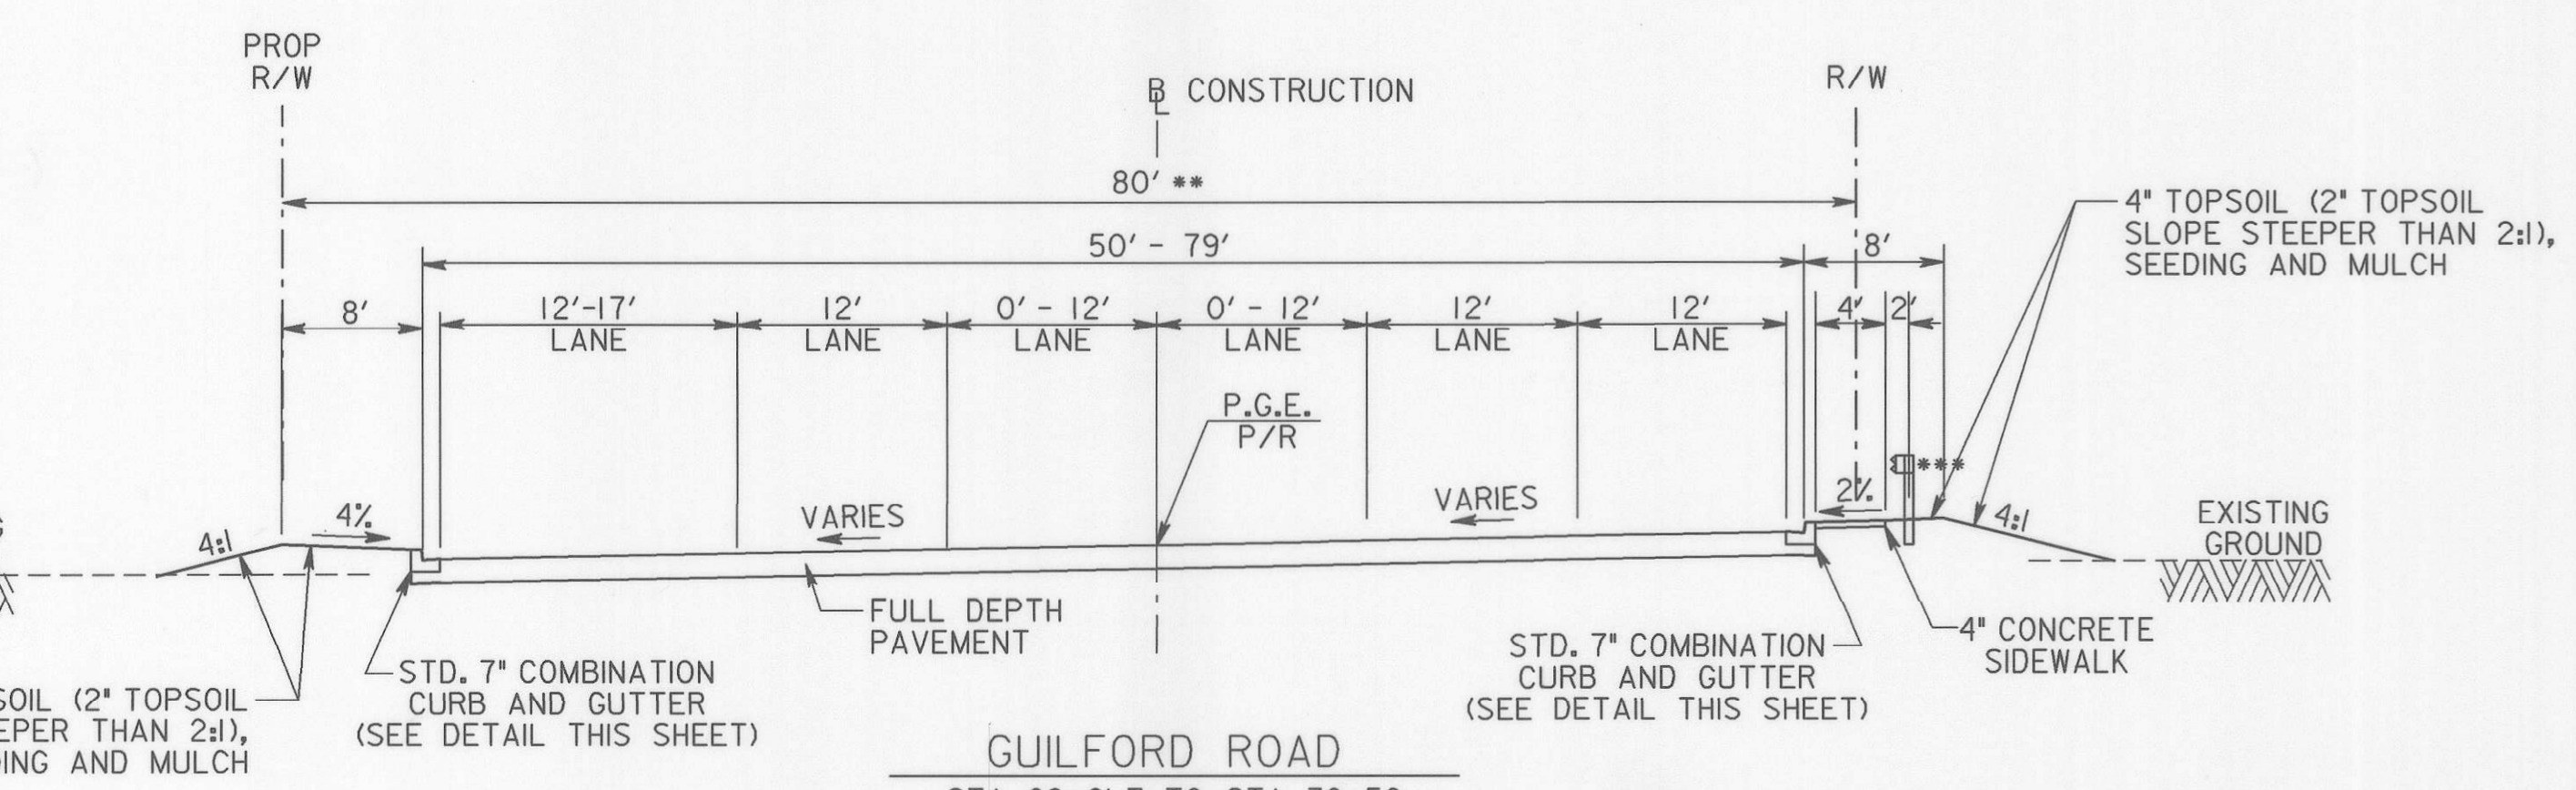 PROP
R/W
B CONSTRUCTION
L
R/W
80' **
50' - 79'
8'
8'
12'-17'
LANE
12'
LANE
0' - 12'
LANE
0' - 12'
LANE
12'
LANE
12'
LANE
4'
2'
4" TOPSOIL (2" TOPSOIL
SLOPE STEEPER THAN 2:1),
SEEDING AND MULCH
P.G.E.
P/R
***
4:1
4%
VARIES
VARIES
2%
4:1
EXISTING
GROUND
FULL DEPTH
PAVEMENT
STD. 7" COMBINATION
CURB AND GUTTER
(SEE DETAIL THIS SHEET)
STD. 7" COMBINATION
CURB AND GUTTER
(SEE DETAIL THIS SHEET)
4" CONCRETE
SIDEWALK
SOIL (2" TOPSOIL
EPER THAN 2:1),
ING AND MULCH
GUILFORD ROAD